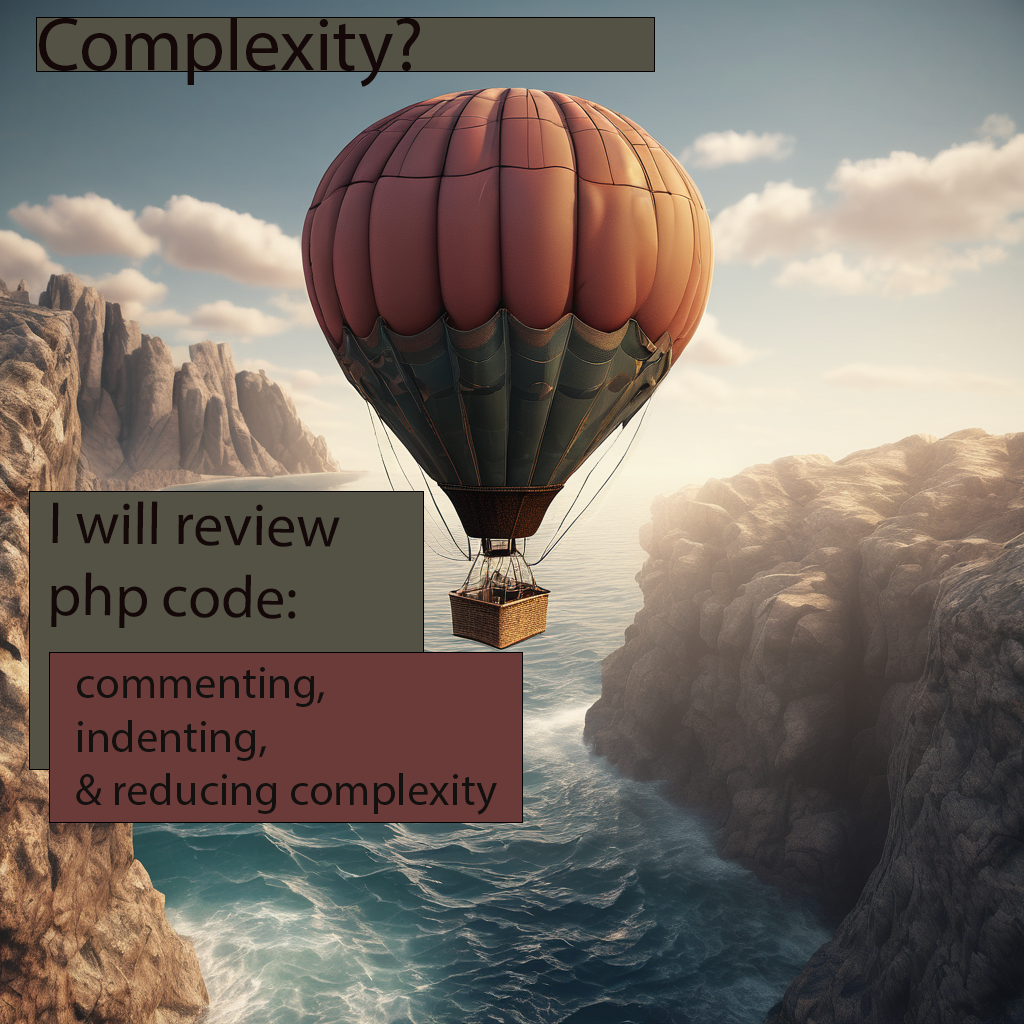 Complexity?
I will review
php code:
commenting,
indenting,
& reducing complexity